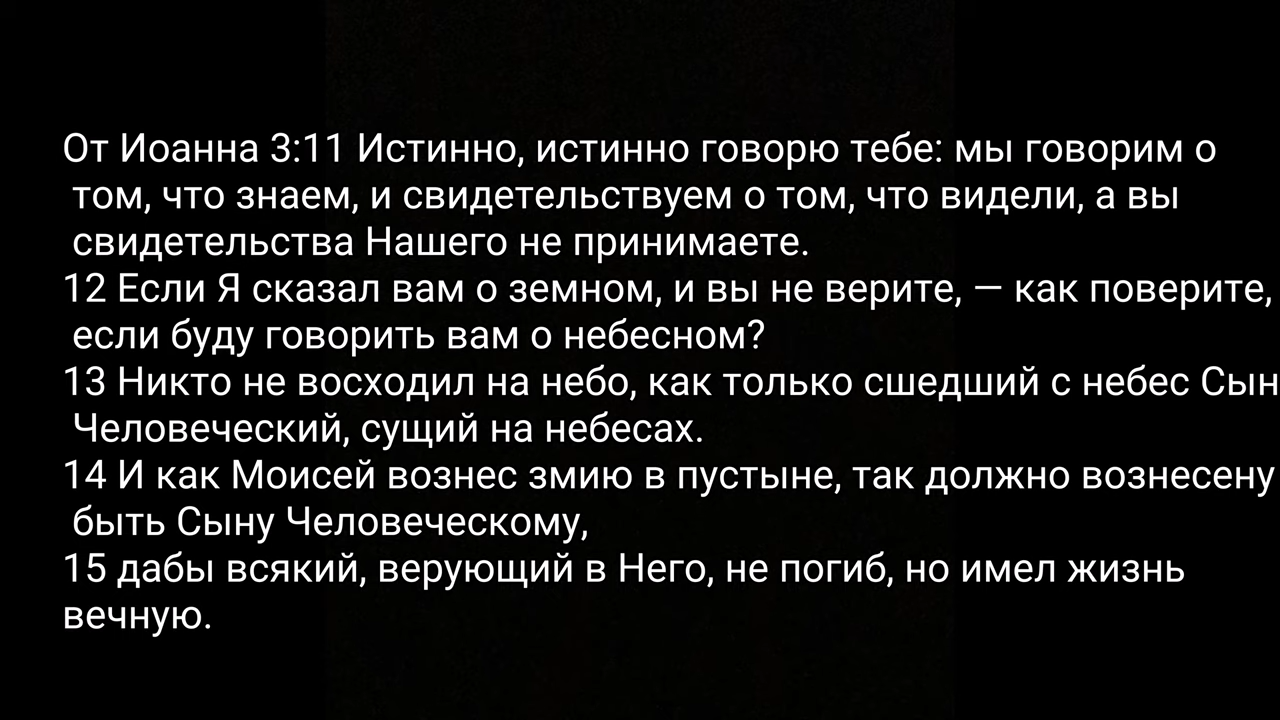 От Иоанна 3:11 Истинно, истинно говорю тебе: мы говорим о
том, что знаем, и свидетельствуем о том, что видели, а вы
свидетельства Нашего не принимаете.
12 Если Я сказал вам о земном, и вы не верите, — как поверите,
если буду говорить вам о небесном?
13 Никто не восходил на небо, как только сшедший с небес Сын
Человеческий, сущий на небесах.
14 И как Моисей вознес змию в пустыне, так должно вознесену
быть Сыну Человеческому,
15 дабы всякий, верующий в Него, не погиб, но имел жизнь
вечную.